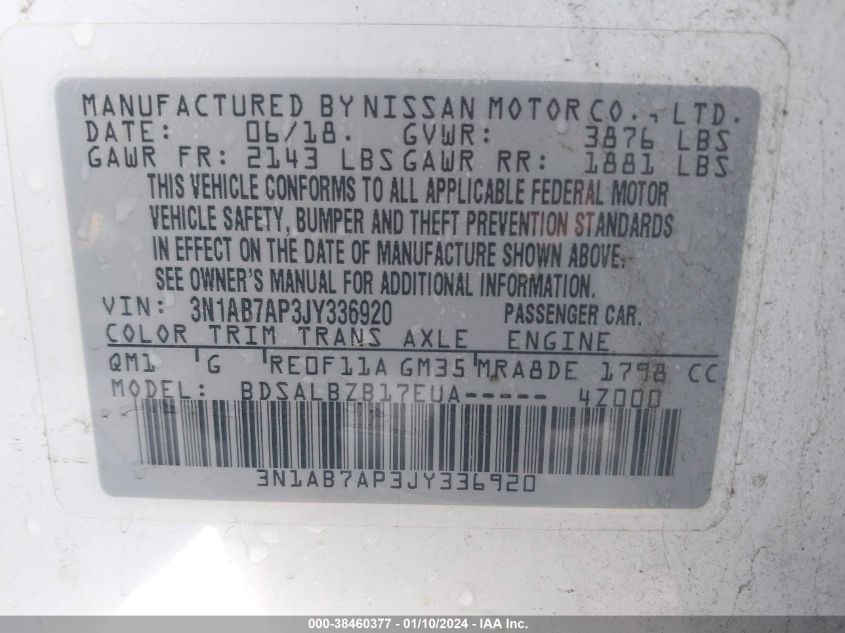 MANUFACTURED BY NISSAN MOTOR CO., LTD.
DATE: 06/18. GVWR: 3876 LBS
GAWR FR: 2143 LBS GAWR RR: 1881 LBS
THIS VEHICLE CONFORMS TO ALL APPLICABLE FEDERAL MOTOR
VEHICLE SAFETY, BUMPER AND THEFT PREVENTION STANDARDS
IN EFFECT ON THE DATE OF MANUFACTURE SHOWN ABOVE.
SEE OWNER'S MANUAL FOR ADDITIONAL INFORMATION.
VIN: 3N1AB7AP3JY336920 PASSENGER CAR.
COLOR TRIM TRANS AXLE ENGINE
QM1 G RE0F11A GM35 MRA8DE 1798 CC
MODEL: BDSALBZB17EUA----- 4Z000
3N1AB7AP3JY336920
000-38460377 - 01/10/2024 - IAA Inc.